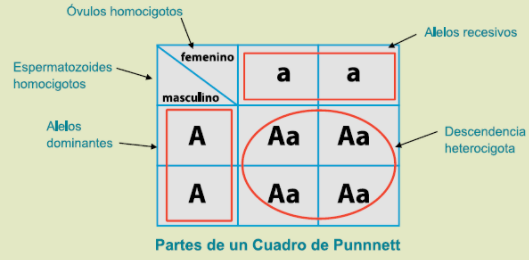 Óvulos homocigotos
Alelos recesivos
femenino
Espermatozoides
homocigotos
masculino
a a
Alelos
dominantes
A Aa Aa
Descendencia
heterocigota
A Aa Aa
Partes de un Cuadro de Punnnett